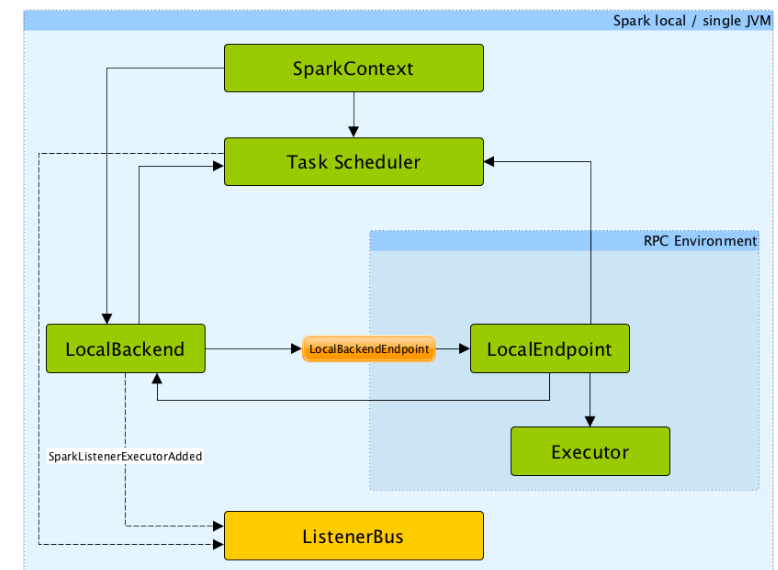 Spark local / single JVM
SparkContext
Task Scheduler
RPC Environment
LocalBackend
LocalBackendEndpoint
LocalEndpoint
Executor
SparkListenerExecutorAdded
ListenerBus